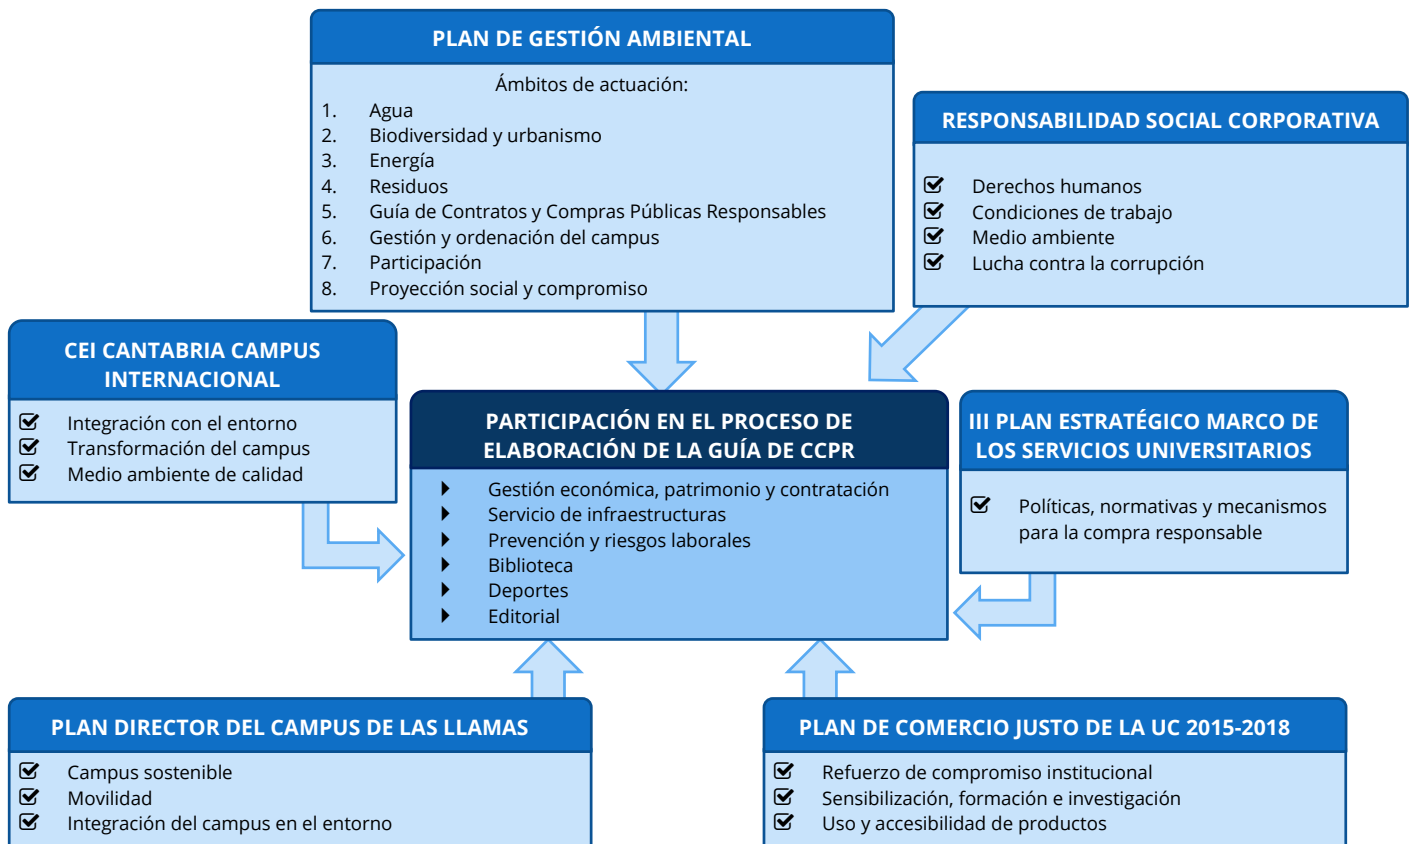 PLAN DE GESTIÓN AMBIENTAL
Ámbitos de actuación:
1. Agua
2. Biodiversidad y urbanismo
3. Energía
4. Residuos
5. Guía de Contratos y Compras Públicas Responsables
6. Gestión y ordenación del campus
7. Participación
8. Proyección social y compromiso
RESPONSABILIDAD SOCIAL CORPORATIVA
Derechos humanos
Condiciones de trabajo
Medio ambiente
Lucha contra la corrupción
CEI CANTABRIA CAMPUS
INTERNACIONAL
Integración con el entorno
Transformación del campus
Medio ambiente de calidad
PARTICIPACIÓN EN EL PROCESO DE
ELABORACIÓN DE LA GUÍA DE CCPR
Gestión económica, patrimonio y contratación
Servicio de infraestructuras
Prevención y riesgos laborales
Biblioteca
Deportes
Editorial
III PLAN ESTRATÉGICO MARCO DE
LOS SERVICIOS UNIVERSITARIOS
Políticas, normativas y mecanismos
para la compra responsable
PLAN DIRECTOR DEL CAMPUS DE LAS LLAMAS
Campus sostenible
Movilidad
Integración del campus en el entorno
PLAN DE COMERCIO JUSTO DE LA UC 2015-2018
Refuerzo de compromiso institucional
Sensibilización, formación e investigación
Uso y accesibilidad de productos